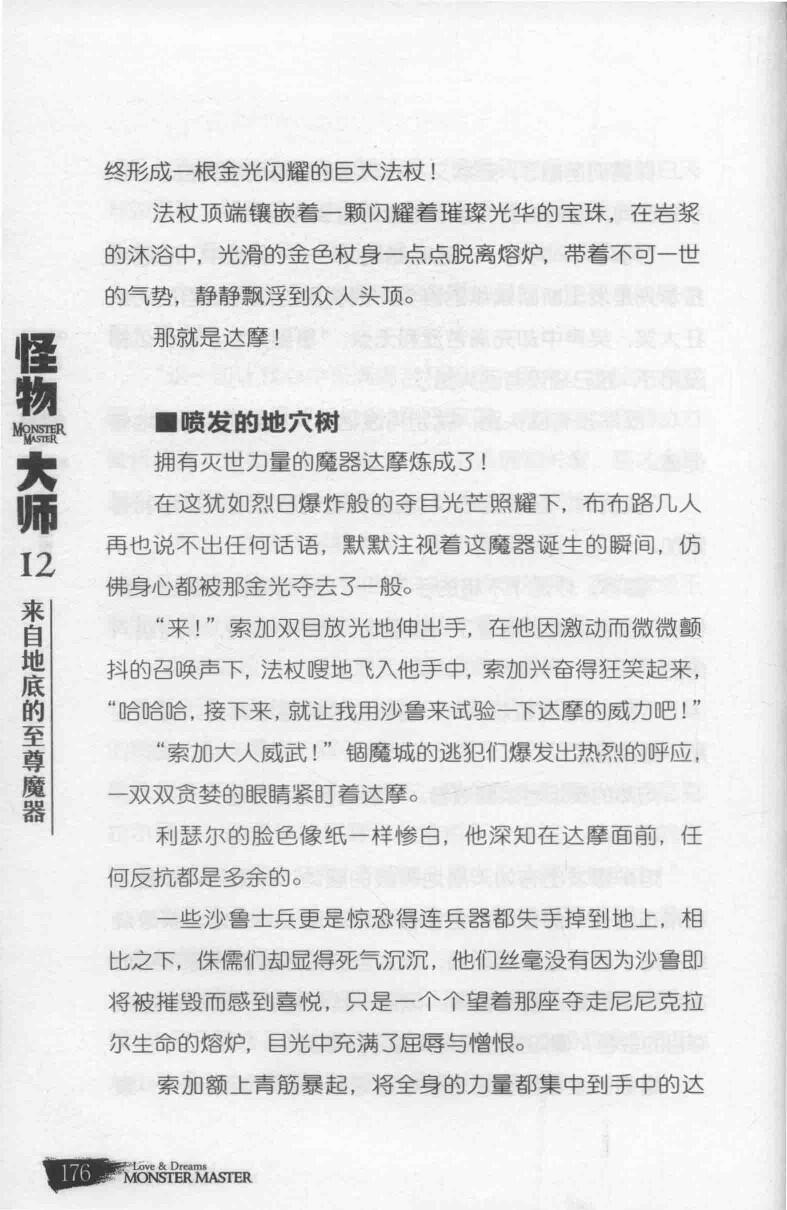 终形成一根金光闪耀的巨大法杖！
法杖顶端镶嵌着一颗闪耀着璀璨光华的宝珠，在岩浆
的沐浴中，光滑的金色杖身一点点脱离熔炉，带着不可一世
的气势，静静飘浮到众人头顶。
那就是达摩！
■喷发的地穴树
拥有灭世力量的魔器达摩炼成了！
在这犹如烈日爆炸般的夺目光芒照耀下，布布路几人
再也说不出任何话语，默默注视着这魔器诞生的瞬间，仿
佛身心都被那金光夺去了一般。
“来！”索加双目放光地伸出手，在他因激动而微微颤
抖的召唤声下，法杖嗖地飞入他手中，索加兴奋得狂笑起来，
“哈哈哈，接下来，就让我用沙鲁来试验一下达摩的威力吧！”
“索加大人威武！”锢魔城的逃犯们爆发出热烈的呼应，
一双双贪婪的眼睛紧盯着达摩。
利瑟尔的脸色像纸一样惨白，他深知在达摩面前，任
何反抗都是多余的。
一些沙鲁士兵更是惊恐得连兵器都失手掉到地上，相
比之下，侏儒们却显得死气沉沉，他们丝毫没有因为沙鲁即
将被摧毁而感到喜悦，只是一个个望着那座夺走尼尼克拉
尔生命的熔炉，目光中充满了屈辱与憎恨。
索加额上青筋暴起，将全身的力量都集中到手中的达
怪物
MONSTER
MASTER
大师
12
来自地底的至尊魔器
176
Love & Dreams
MONSTER MASTER